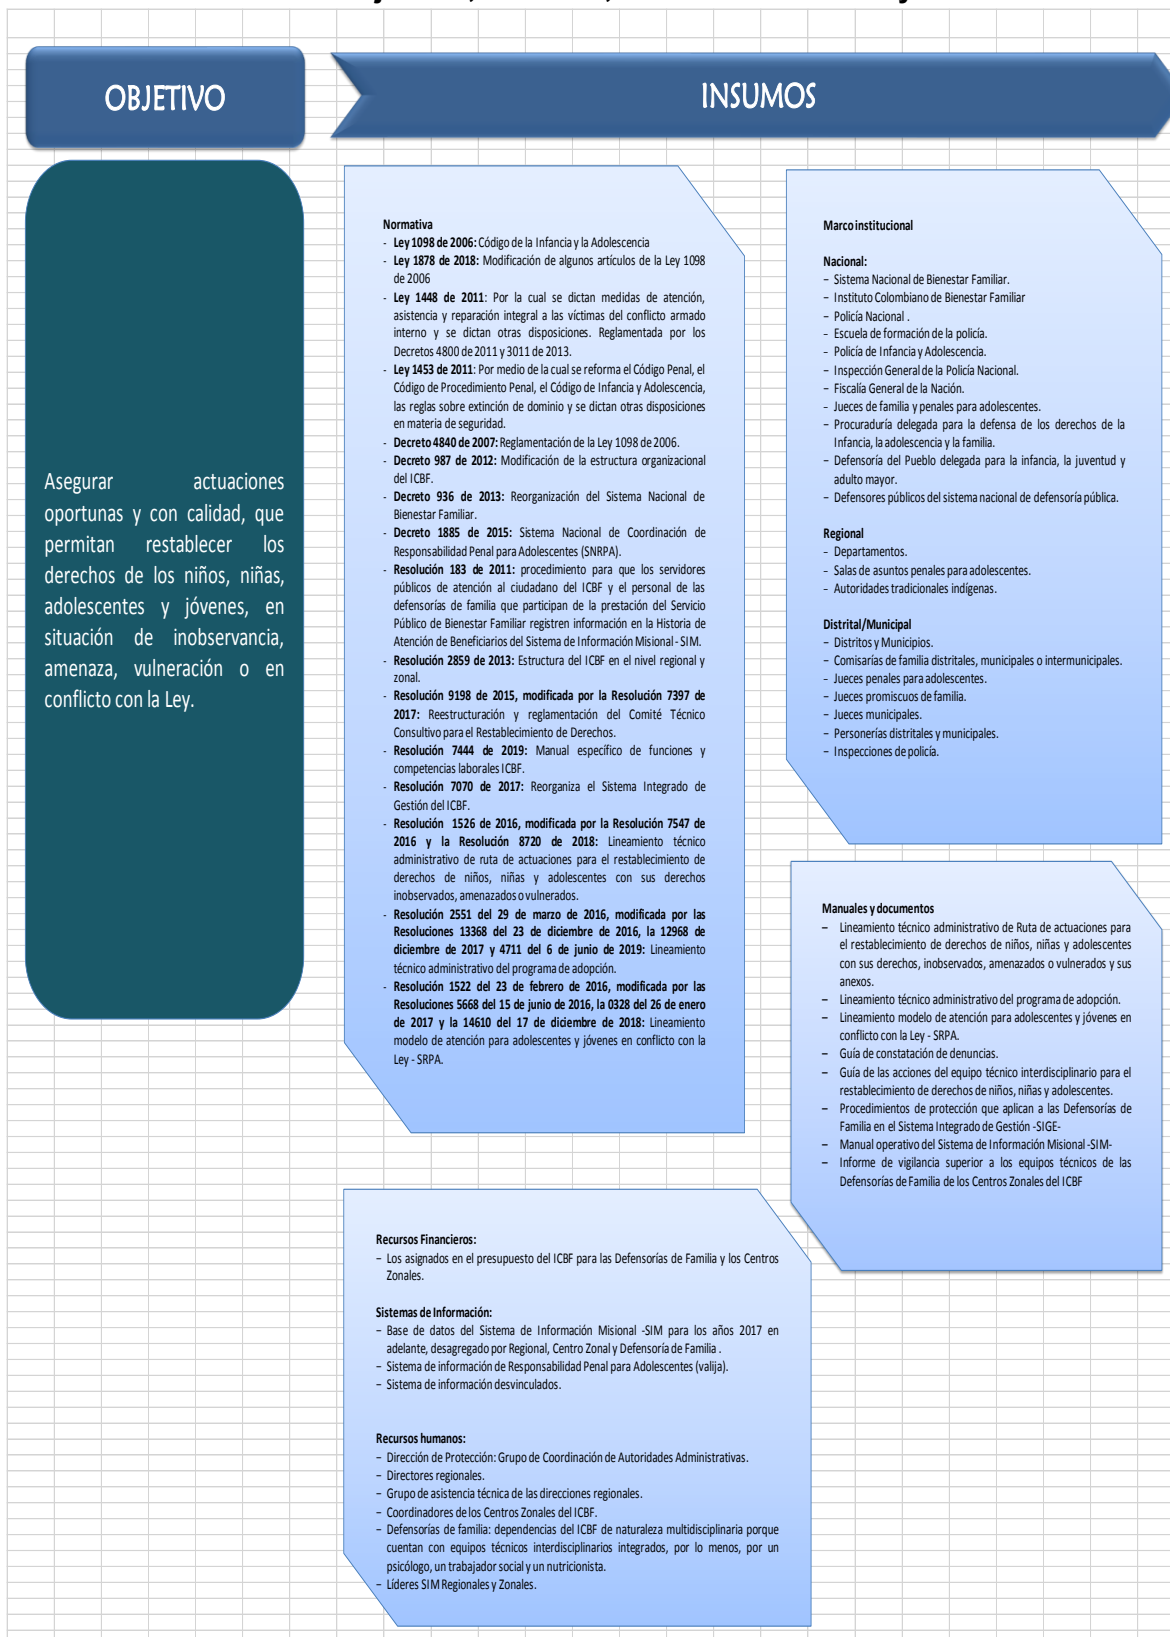 OBJETIVO
INSUMOS
Asegurar actuaciones
oportunas y con calidad, que
permitan restablecer los
derechos de los niños, niñas,
adolescentes y jóvenes, en
situación de inobservancia,
amenaza, vulneración o en
conflicto con la Ley.
Normativa
- Ley 1098 de 2006: Código de la Infancia y la Adolescencia
- Ley 1878 de 2018: Modificación de algunos artículos de la Ley 1098
de 2006
- Ley 1448 de 2011: Por la cual se dictan medidas de atención,
asistencia y reparación integral a las víctimas del conflicto armado
interno y se dictan otras disposiciones. Reglamentada por los
Decretos 4800 de 2011 y 3011 de 2013.
- Ley 1453 de 2011: Por medio de la cual se reforma el Código Penal, el
Código de Procedimiento Penal, el Código de Infancia y Adolescencia,
las reglas sobre extinción de dominio y se dictan otras disposiciones
en materia de seguridad.
- Decreto 4840 de 2007: Reglamentación de la Ley 1098 de 2006.
- Decreto 987 de 2012: Modificación de la estructura organizacional
del ICBF.
- Decreto 936 de 2013: Reorganización del Sistema Nacional de
Bienestar Familiar.
- Decreto 1885 de 2015: Sistema Nacional de Coordinación de
Responsabilidad Penal para Adolescentes (SNRPA).
- Resolución 183 de 2011: procedimiento para que los servidores
públicos de atención al ciudadano del ICBF y el personal de las
defensorías de familia que participan de la prestación del Servicio
Público de Bienestar Familiar registren información en la Historia de
Atención de Beneficiarios del Sistema de Información Misional - SIM.
- Resolución 2859 de 2013: Estructura del ICBF en el nivel regional y
zonal.
- Resolución 9198 de 2015, modificada por la Resolución 7397 de
2017: Reestructuración y reglamentación del Comité Técnico
Consultivo para el Restablecimiento de Derechos.
- Resolución 7444 de 2019: Manual específico de funciones y
competencias laborales ICBF.
- Resolución 7070 de 2017: Reorganiza el Sistema Integrado de
Gestión del ICBF.
- Resolución 1526 de 2016, modificada por la Resolución 7547 de
2016 y la Resolución 8720 de 2018: Lineamiento técnico
administrativo de ruta de actuaciones para el restablecimiento de
derechos de niños, niñas y adolescentes con sus derechos
inobservados, amenazados o vulnerados.
- Resolución 2551 del 29 de marzo de 2016, modificada por las
Resoluciones 13368 del 23 de diciembre de 2016, la 12968 de
diciembre de 2017 y 4711 del 6 de junio de 2019: Lineamiento
técnico administrativo del programa de adopción.
- Resolución 1522 del 23 de febrero de 2016, modificada por las
Resoluciones 5668 del 15 de junio de 2016, la 0328 del 26 de enero
de 2017 y la 14610 del 17 de diciembre de 2018: Lineamiento
modelo de atención para adolescentes y jóvenes en conflicto con la
Ley - SRPA.
Marco institucional
Nacional:
– Sistema Nacional de Bienestar Familiar.
– Instituto Colombiano de Bienestar Familiar
– Policía Nacional .
– Escuela de formación de la policía.
– Policía de Infancia y Adolescencia.
– Inspección General de la Policía Nacional.
– Fiscalía General de la Nación.
– Jueces de familia y penales para adolescentes.
– Procuraduría delegada para la defensa de los derechos de la
Infancia, la adolescencia y la familia.
– Defensoría del Pueblo delegada para la infancia, la juventud y
adulto mayor.
– Defensores públicos del sistema nacional de defensoría pública.
Regional
– Departamentos.
– Salas de asuntos penales para adolescentes.
– Autoridades tradicionales indígenas.
Distrital/Municipal
– Distritos y Municipios.
– Comisarías de familia distritales, municipales o intermunicipales.
– Jueces penales para adolescentes.
– Jueces promiscuos de familia.
– Jueces municipales.
– Personerías distritales y municipales.
– Inspecciones de policía.
Manuales y documentos
– Lineamiento técnico administrativo de Ruta de actuaciones para
el restablecimiento de derechos de niños, niñas y adolescentes
con sus derechos, inobservados, amenazados o vulnerados y sus
anexos.
– Lineamiento técnico administrativo del programa de adopción.
– Lineamiento modelo de atención para adolescentes y jóvenes en
conflicto con la Ley - SRPA.
– Guía de constatación de denuncias.
– Guía de las acciones del equipo técnico interdisciplinario para el
restablecimiento de derechos de niños, niñas y adolescentes.
– Procedimientos de protección que aplican a las Defensorías de
Familia en el Sistema Integrado de Gestión -SIGE-
– Manual operativo del Sistema de Información Misional -SIM-
– Informe de vigilancia superior a los equipos técnicos de las
Defensorías de Familia de los Centros Zonales del ICBF
Recursos Financieros:
– Los asignados en el presupuesto del ICBF para las Defensorías de Familia y los Centros
Zonales.
Sistemas de Información:
– Base de datos del Sistema de Información Misional -SIM para los años 2017 en
adelante, desagregado por Regional, Centro Zonal y Defensoría de Familia .
– Sistema de información de Responsabilidad Penal para Adolescentes (valija).
– Sistema de información desvinculados.
Recursos humanos:
– Dirección de Protección: Grupo de Coordinación de Autoridades Administrativas.
– Directores regionales.
– Grupo de asistencia técnica de las direcciones regionales.
– Coordinadores de los Centros Zonales del ICBF.
– Defensorías de familia: dependencias del ICBF de naturaleza multidisciplinaria porque
cuentan con equipos técnicos interdisciplinarios integrados, por lo menos, por un
psicólogo, un trabajador social y un nutricionista.
– Líderes SIM Regionales y Zonales.